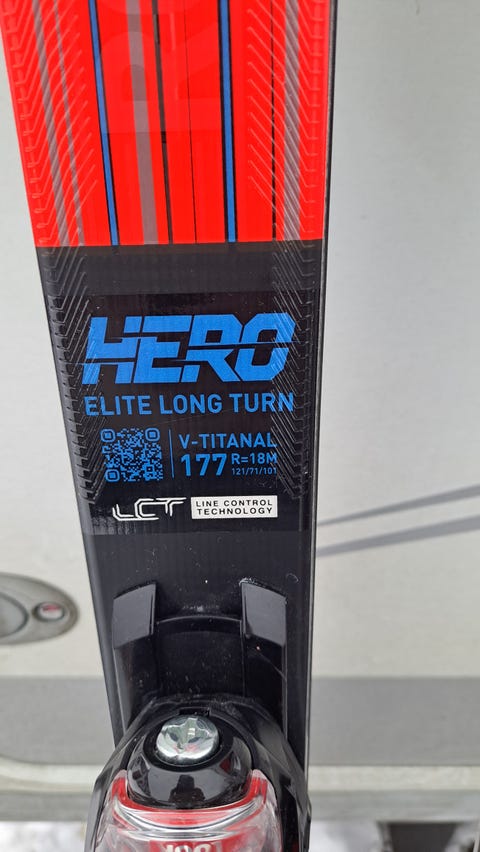 HERO
ELITE LONG TURN
V-TITANAL
177 R=18M
121/71/101
LCT LINE CONTROL
TECHNOLOGY